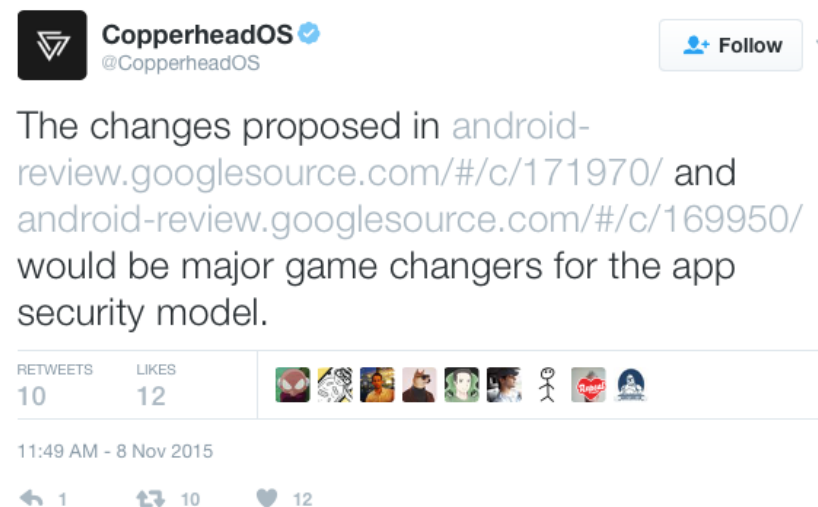 CopperheadOS
@CopperheadOS
Follow
The changes proposed in android-
review.googlesource.com/#/c/171970/ and
android-review.googlesource.com/#/c/169950/
would be major game changers for the app
security model.
RETWEETS LIKES
10 12
11:49 AM - 8 Nov 2015
1 10 12